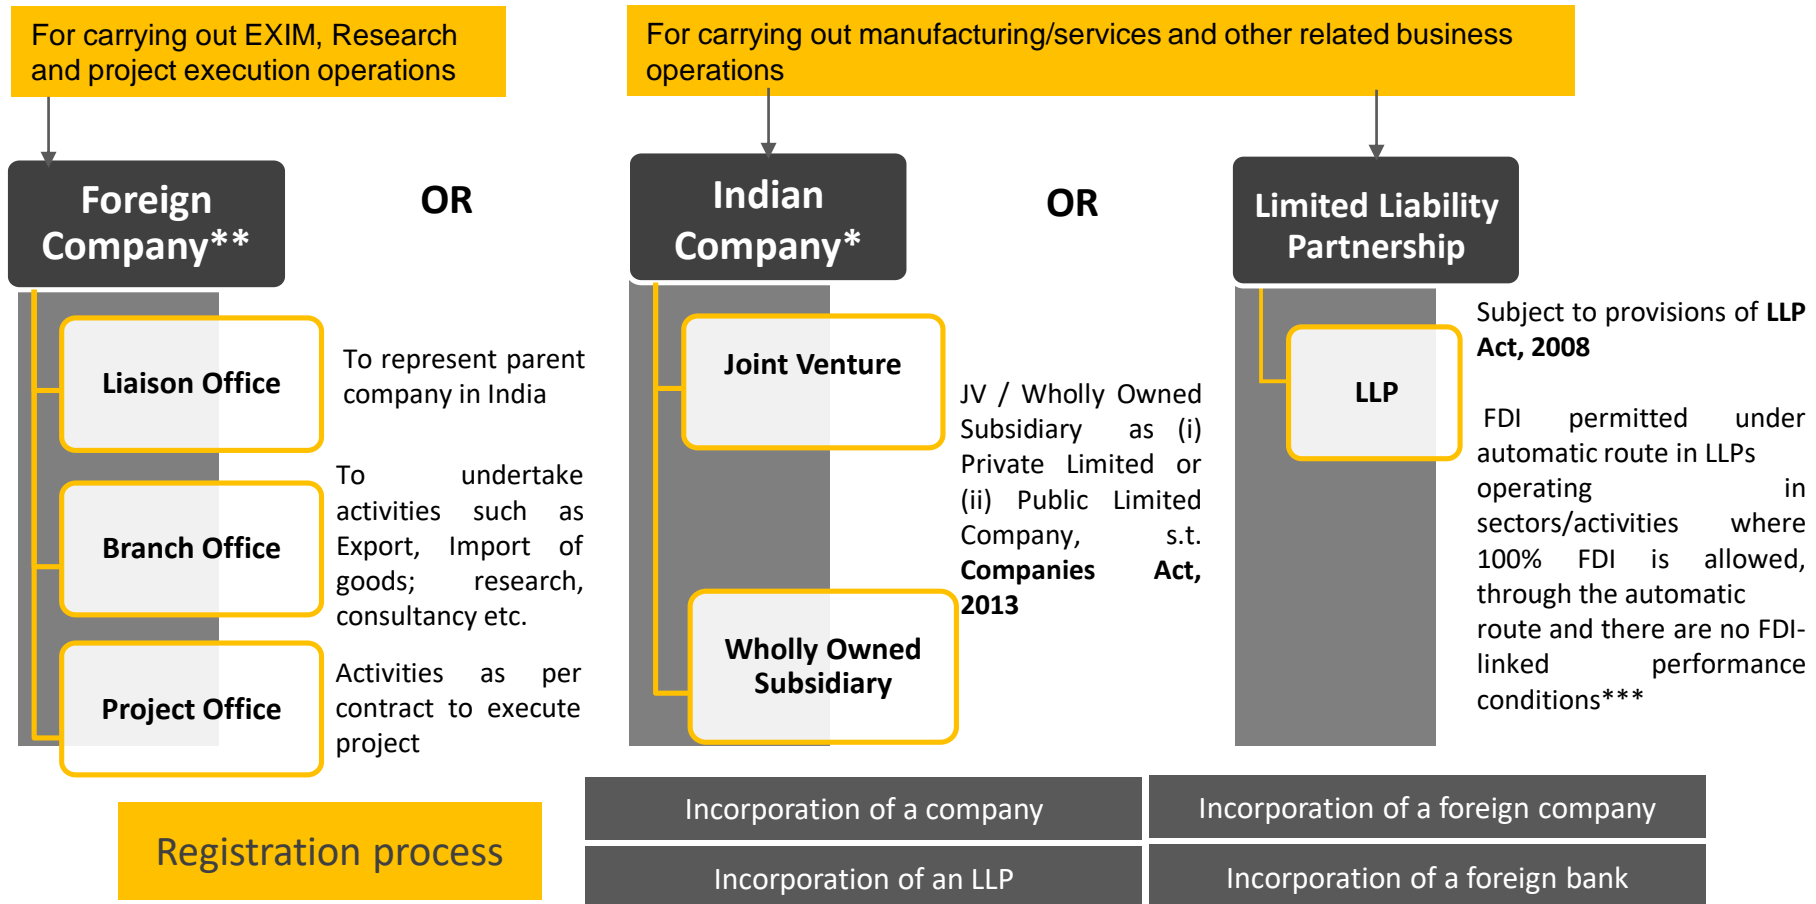 For carrying out EXIM, Research
and project execution operations
For carrying out manufacturing/services and other related business
operations
Foreign
Company**
OR
Indian
Company*
OR
Limited Liability
Partnership
Liaison Office
To represent parent
company in India
Branch Office
To undertake
activities such as
Export, Import of
goods; research,
consultancy etc.
Project Office
Activities as per
contract to execute
project
Joint Venture
Wholly Owned
Subsidiary
JV / Wholly Owned
Subsidiary as (i)
Private Limited or
(ii) Public Limited
Company, s.t.
Companies Act,
2013
LLP
Subject to provisions of LLP
Act, 2008
FDI permitted under
automatic route in LLPs
operating in
sectors/activities where
100% FDI is allowed,
through the automatic
route and there are no FDI-
linked performance
conditions***
Registration process
Incorporation of a company
Incorporation of a foreign company
Incorporation of an LLP
Incorporation of a foreign bank